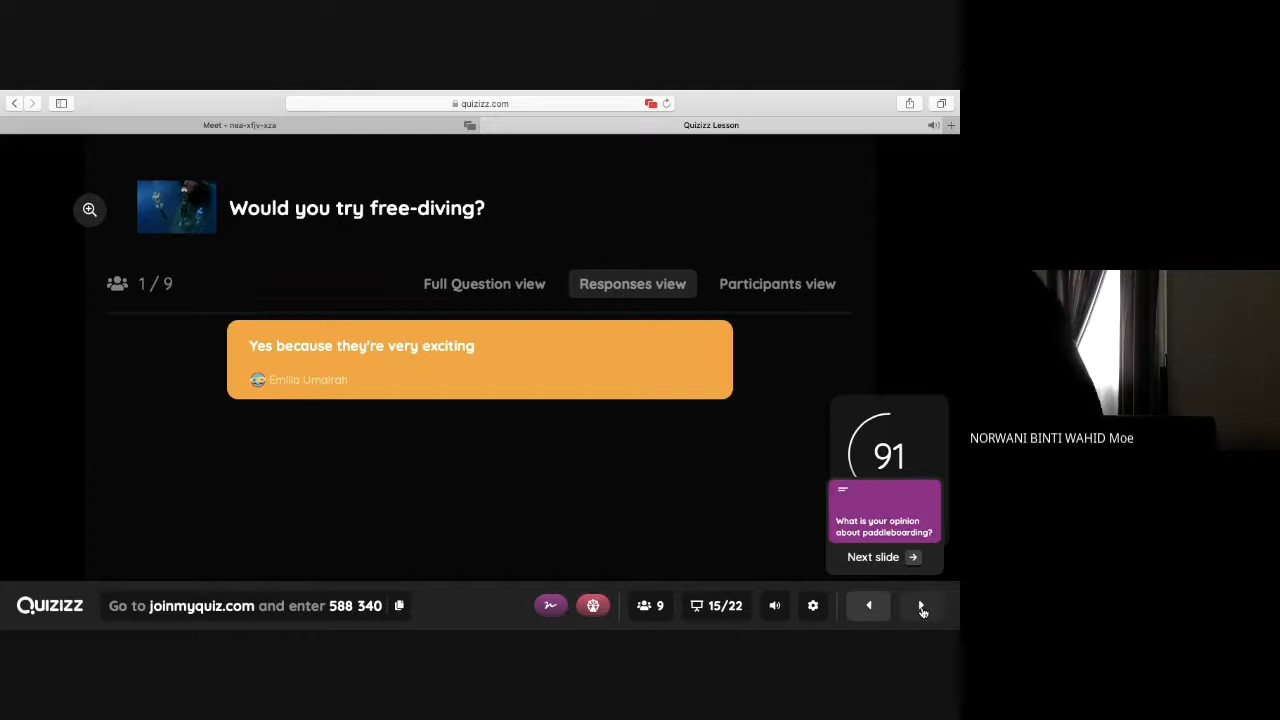 quizizz.com
Meet - nea-xfjv-xza
Quizizz Lesson
Would you try free-diving?
1 / 9
Full Question view
Responses view
Participants view
Yes because they're very exciting
Emilia Umairah
91
What is your opinion
about paddleboarding?
Next slide
NORWANI BINTI WAHID Moe
QUIZIZZ
Go to joinmyquiz.com and enter 588 340
9
15/22